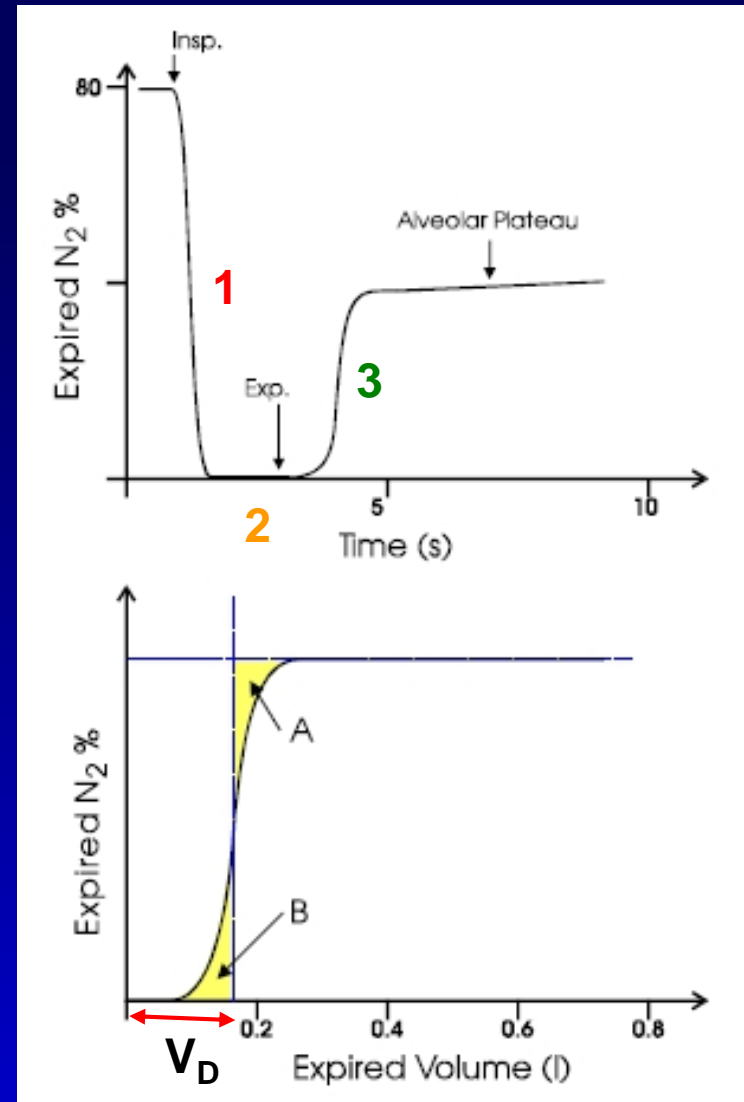 Insp.
80
Expired N₂ %
Alveolar Plateau
1
Exp.
3
2
5
10
Time (s)
Expired N₂ %
A
B
0.2
0.4
0.6
0.8
V_D
Expired Volume (l)